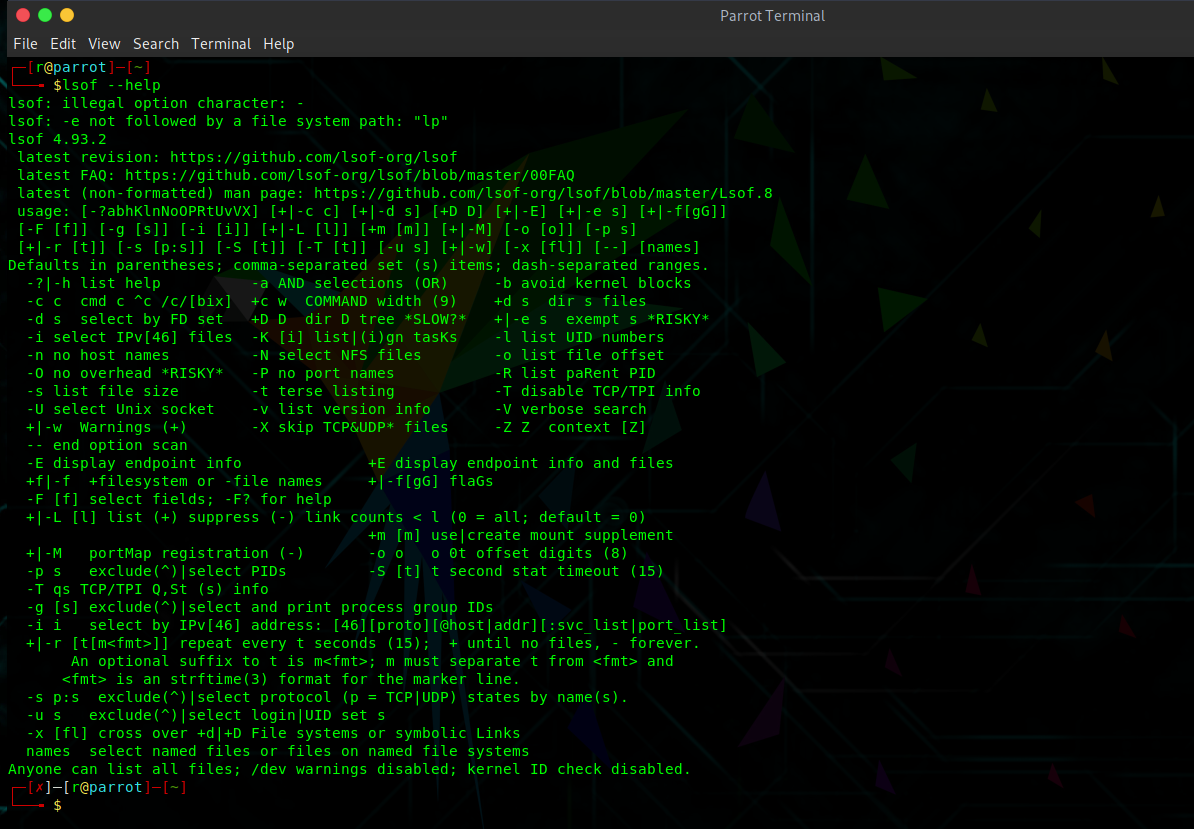 Parrot Terminal
File Edit View Search Terminal Help
┌─[r@parrot]─[~]
└──╼ $lsof --help
lsof: illegal option character: -
lsof: -e not followed by a file system path: "lp"
lsof 4.93.2
 latest revision: https://github.com/lsof-org/lsof
 latest FAQ: https://github.com/lsof-org/lsof/blob/master/00FAQ
 latest (non-formatted) man page: https://github.com/lsof-org/lsof/blob/master/Lsof.8
 usage: [-?abhKlnNoOPRtUvVX] [+|-c c] [+|-d s] [+D D] [+|-E] [+|-e s] [+|-f[gG]]
 [-F [f]] [-g [s]] [-i [i]] [+|-L [l]] [+m [m]] [+|-M] [-o [o]] [-p s]
 [+|-r [t]] [-s [p:s]] [-S [t]] [-T [t]] [-u s] [+|-w] [-x [fl]] [--] [names]
Defaults in parentheses; comma-separated set (s) items; dash-separated ranges.
  -?|-h list help          -a AND selections (OR)     -b avoid kernel blocks
  -c c  cmd c ^c /c/[bix]  +c w  COMMAND width (9)    +d s  dir s files
  -d s  select by FD set   +D D  dir D tree *SLOW?*   +|-e s  exempt s *RISKY*
  -i select IPv[46] files  -K [i] list|(i)gn tasKs    -l list UID numbers
  -n no host names         -N select NFS files        -o list file offset
  -O no overhead *RISKY*   -P no port names           -R list paRent PID
  -s list file size        -t terse listing           -T disable TCP/TPI info
  -U select Unix socket    -v list version info       -V verbose search
  +|-w  Warnings (+)       -X skip TCP&UDP* files     -Z Z  context [Z]
  -- end option scan
  -E display endpoint info              +E display endpoint info and files
  +f|-f  +filesystem or -file names     +|-f[gG] flaGs
  -F [f] select fields; -F? for help
  +|-L [l] list (+) suppress (-) link counts < l (0 = all; default = 0)
                                        +m [m] use|create mount supplement
  +|-M   portMap registration (-)       -o o   o 0t offset digits (8)
  -p s   exclude(^)|select PIDs         -S [t] t second stat timeout (15)
  -T qs TCP/TPI Q,St (s) info
  -g [s] exclude(^)|select and print process group IDs
  -i i   select by IPv[46] address: [46][proto][@host|addr][:svc_list|port_list]
  +|-r [t[m<fmt>]] repeat every t seconds (15);  + until no files, - forever.
       An optional suffix to t is m<fmt>; m must separate t from <fmt> and
      <fmt> is an strftime(3) format for the marker line.
  -s p:s  exclude(^)|select protocol (p = TCP|UDP) states by name(s).
  -u s   exclude(^)|select login|UID set s
  -x [fl] cross over +d|+D File systems or symbolic Links
  names  select named files or files on named file systems
Anyone can list all files; /dev warnings disabled; kernel ID check disabled.
┌─[✗]─[r@parrot]─[~]
└──╼ $